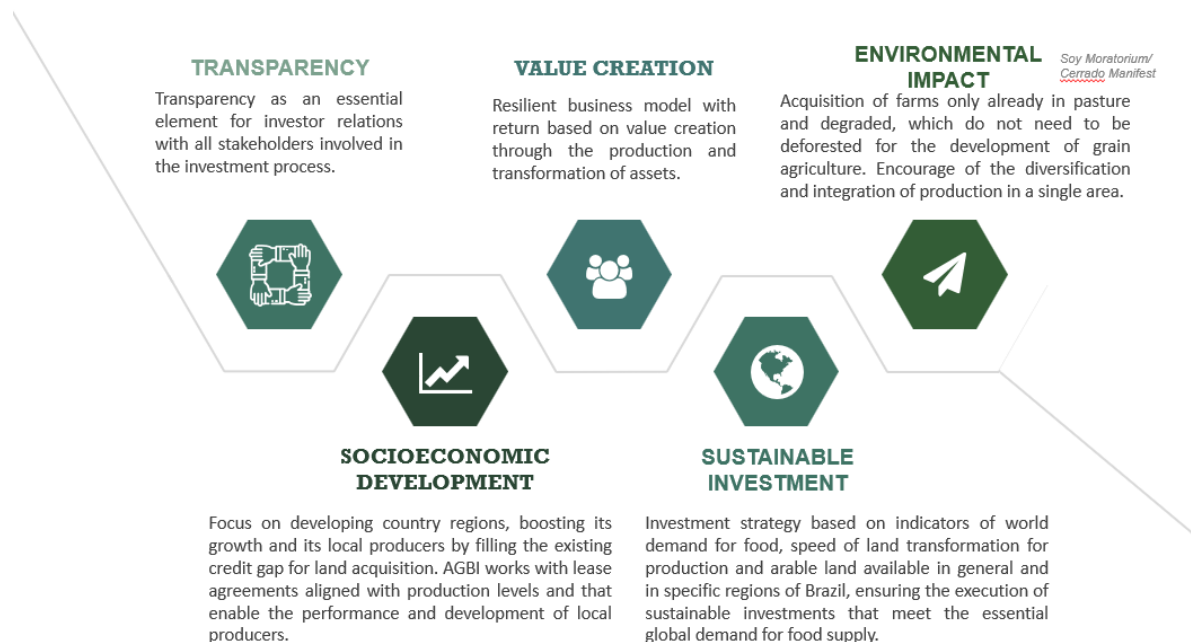 TRANSPARENCY
Transparency as an essential
element for investor relations
with all stakeholders involved in
the investment process.
VALUE CREATION
Resilient business model with
return based on value creation
through the production and
transformation of assets.
ENVIRONMENTAL
IMPACT
Soy Moratorium/
Cerrado Manifest
Acquisition of farms only already in pasture
and degraded, which do not need to be
deforested for the development of grain
agriculture. Encourage of the diversification
and integration of production in a single area.
SOCIOECONOMIC
DEVELOPMENT
Focus on developing country regions, boosting its
growth and its local producers by filling the existing
credit gap for land acquisition. AGBI works with lease
agreements aligned with production levels and that
enable the performance and development of local
producers.
SUSTAINABLE
INVESTMENT
Investment strategy based on indicators of world
demand for food, speed of land transformation for
production and arable land available in general and
in specific regions of Brazil, ensuring the execution of
sustainable investments that meet the essential
global demand for food supply.